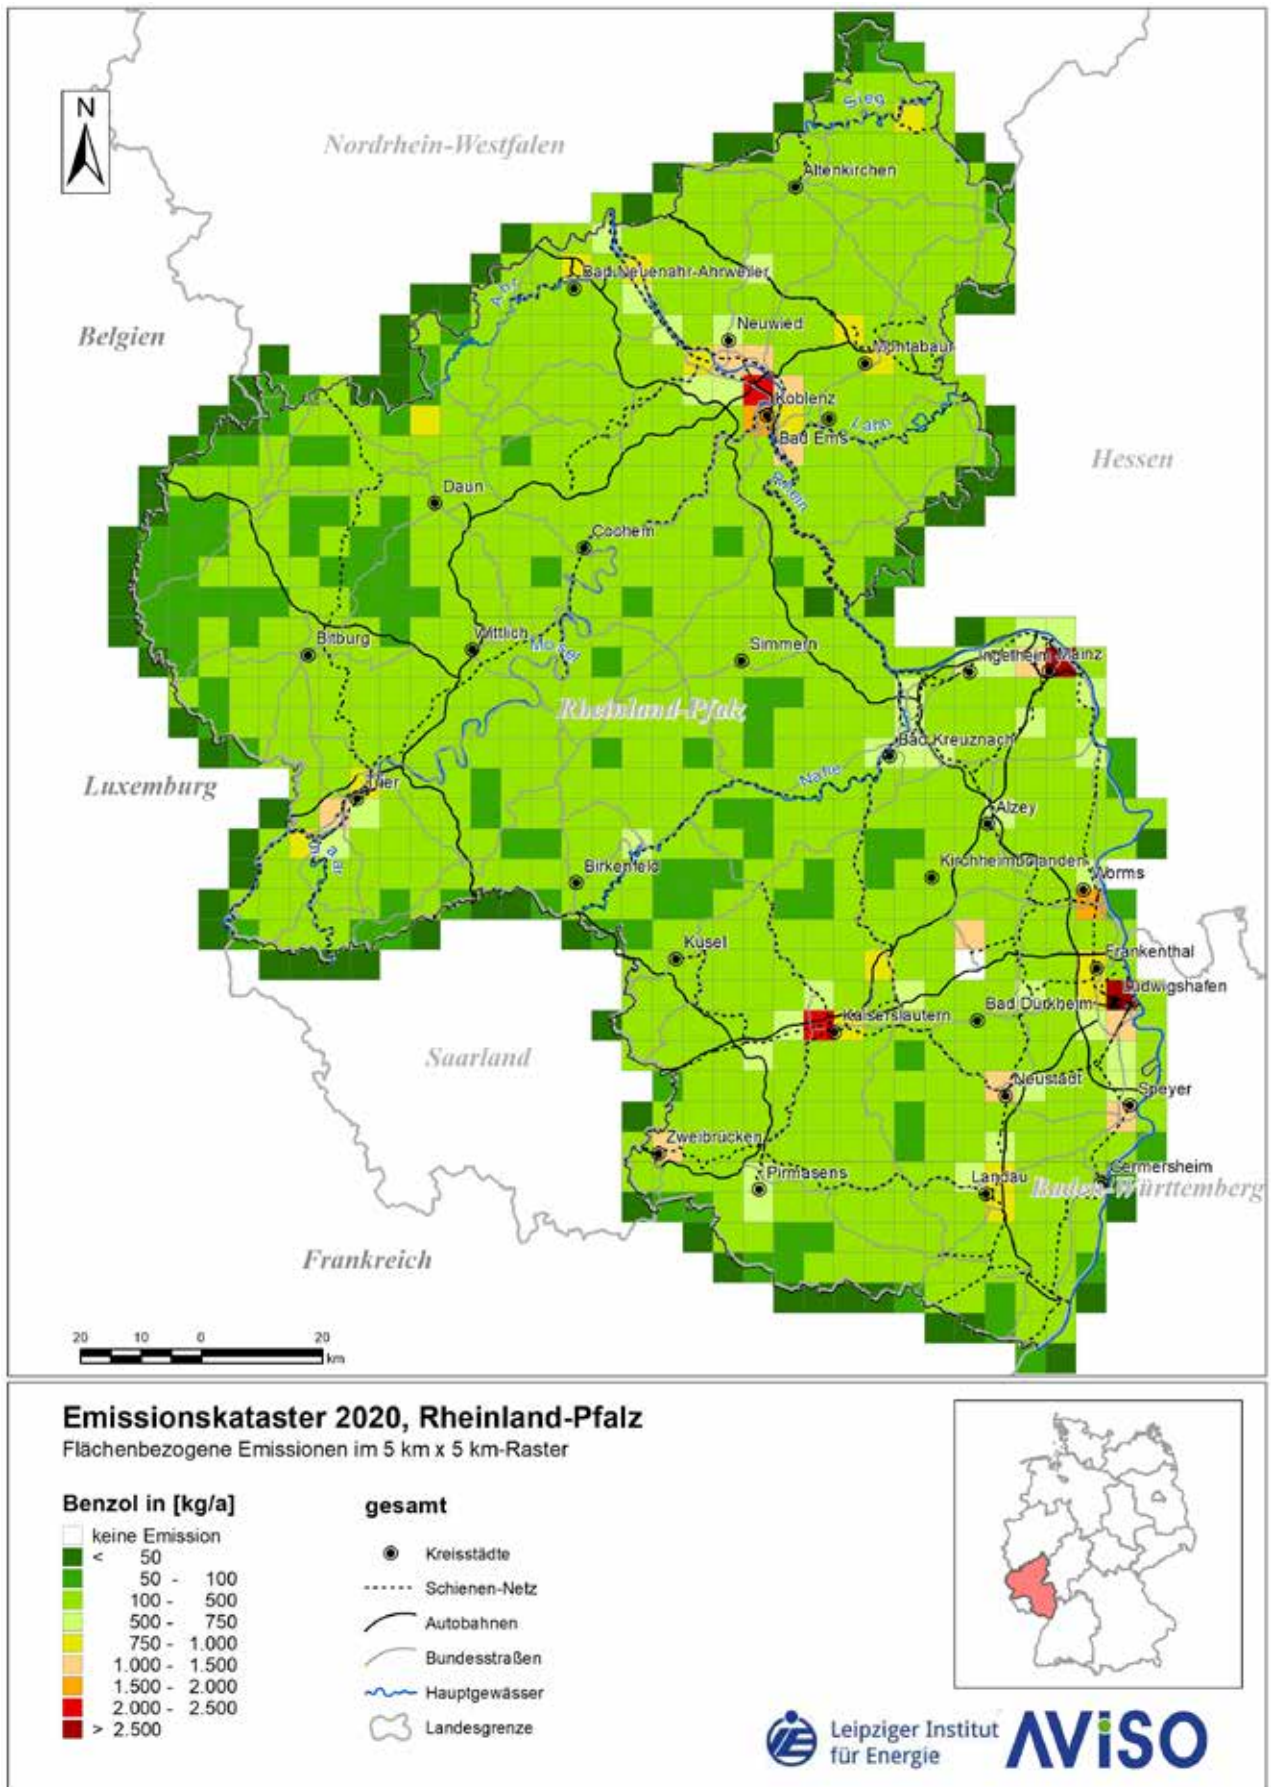 N
Nordrhein-Westfalen
Sieg
Altenkirchen
Bad Neuenahr-Ahrweiler
Ahr
Belgien
Neuwied
Montabaur
Koblenz
Lahn
Bad Ems
Hessen
Rhein
Daun
Cochem
Bitburg
Wittlich
Mosel
Simmern
Ingelheim
Mainz
Rheinland-Pfalz
Bad Kreuznach
Luxemburg
Trier
Nahe
Alzey
Saar
Birkenfeld
Kirchheimbolanden
Worms
Kusel
Frankenthal
Ludwigshafen
Bad Dürkheim
Kaiserslautern
Saarland
Neustadt
Speyer
Zweibrücken
Pirmasens
Landau
Germersheim
Baden-Württemberg
Frankreich
20 10 0 20
km
Emissionskataster 2020, Rheinland-Pfalz
Flächenbezogene Emissionen im 5 km x 5 km-Raster
Benzol in [kg/a]
keine Emission
< 50
50 - 100
100 - 500
500 - 750
750 - 1.000
1.000 - 1.500
1.500 - 2.000
2.000 - 2.500
> 2.500
gesamt
Kreisstädte
Schienen-Netz
Autobahnen
Bundesstraßen
Hauptgewässer
Landesgrenze
Leipziger Institut
für Energie
AViSO